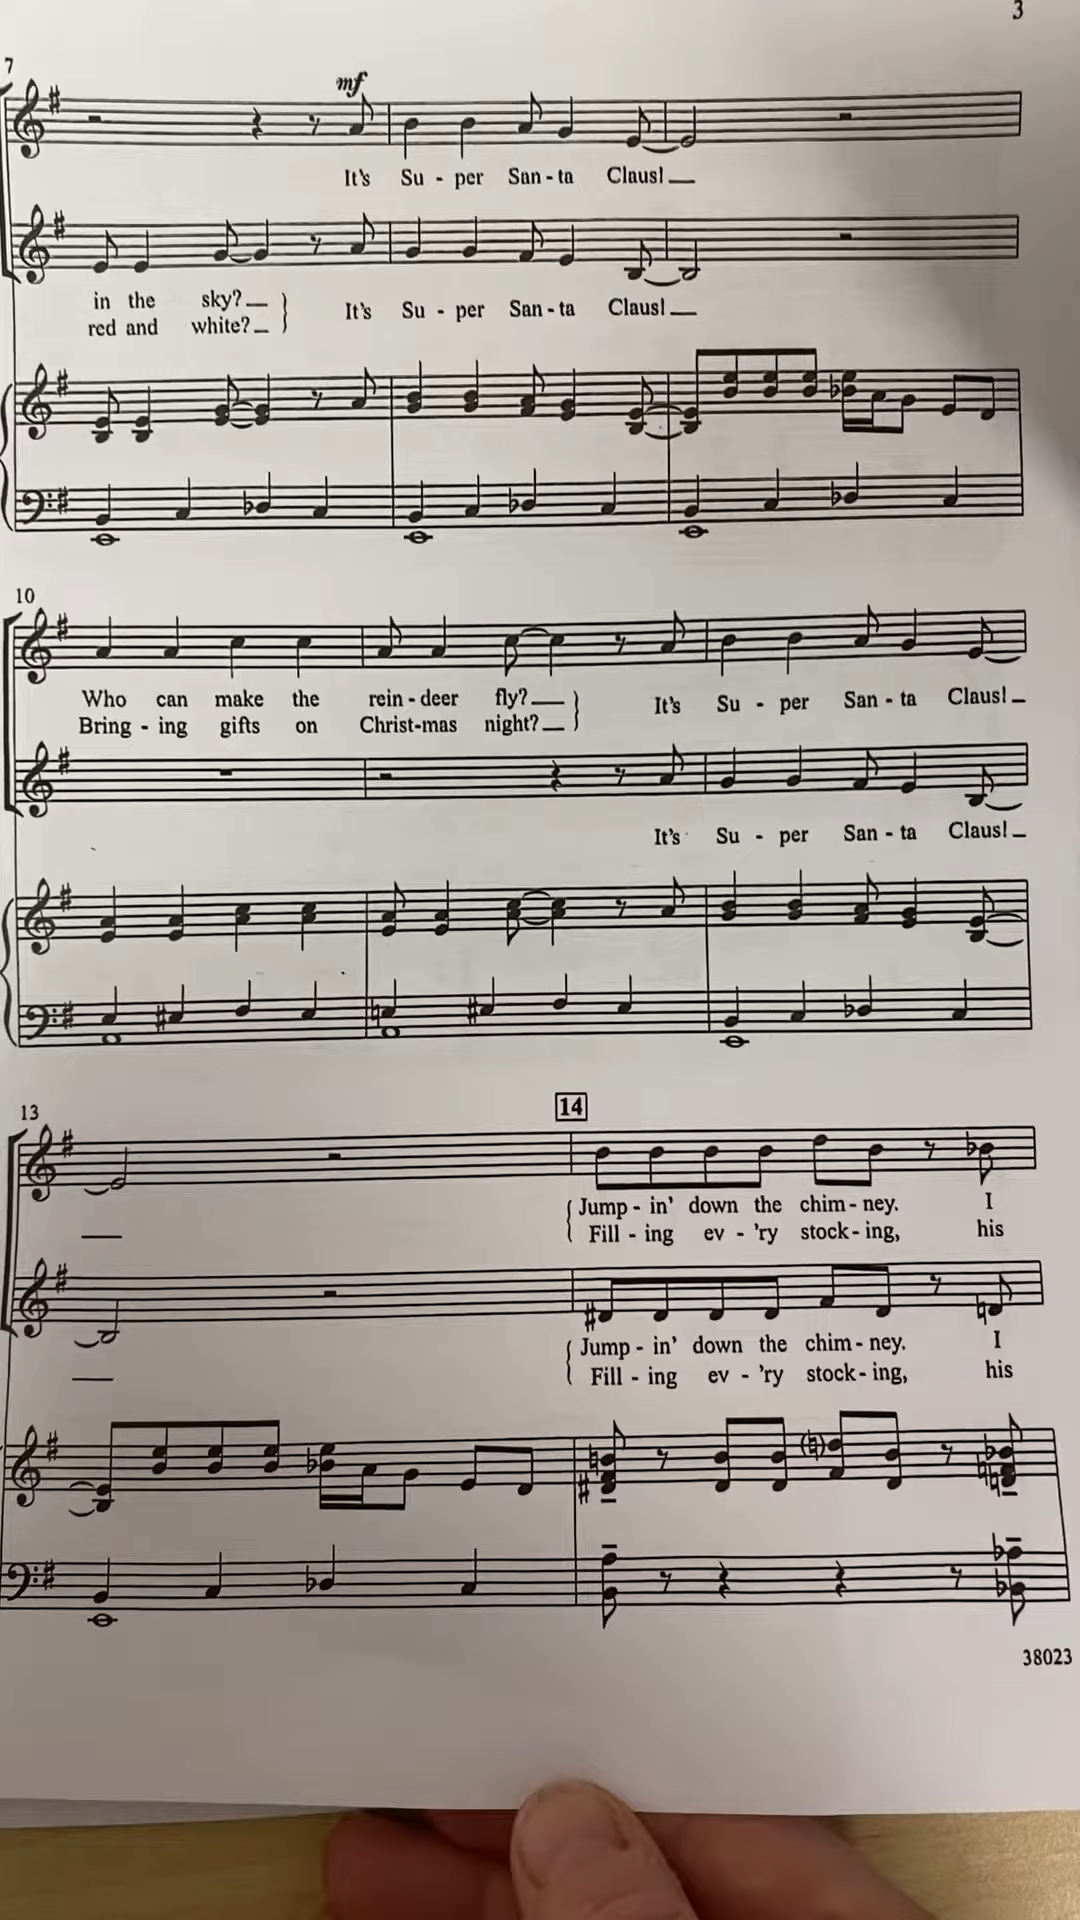 3
7
mf
It's Su - per San - ta Claus!
in the sky? } It's Su - per San - ta Claus!
red and white?
10
Who can make the rein - deer fly? } It's Su - per San - ta Claus!
Bring - ing gifts on Christ - mas night?
It's Su - per San - ta Claus!
13
14
{ Jump - in' down the chim - ney. I
Fill - ing ev - 'ry stock - ing, his
{ Jump - in' down the chim - ney. I
Fill - ing ev - 'ry stock - ing, his
38023